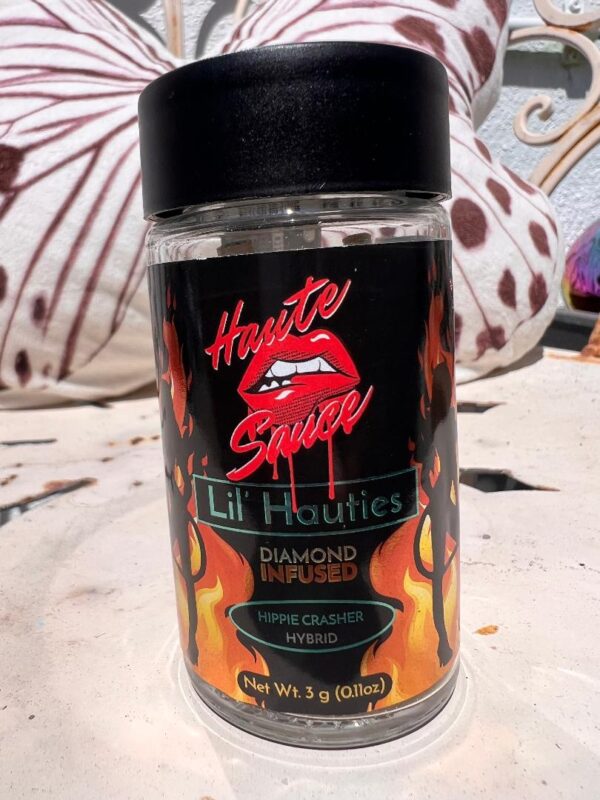 Haute
Sauce
Lil' Hauties
DIAMOND
INFUSED
HIPPIE CRASHER
HYBRID
Net Wt. 3 g (0.11oz)